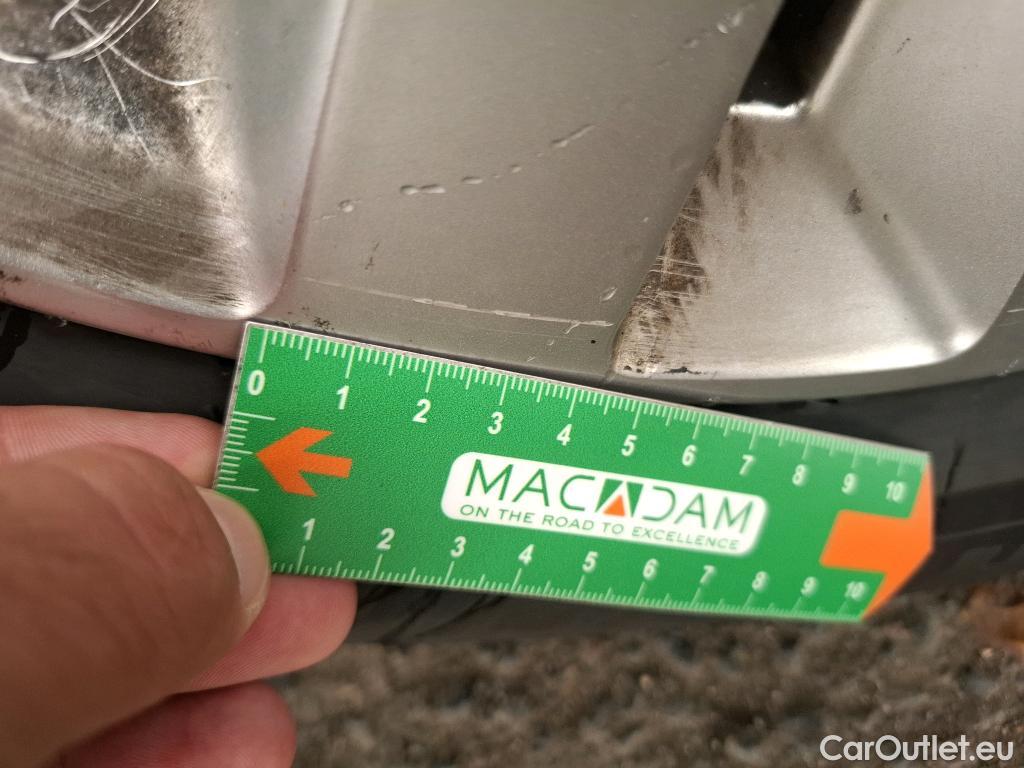 0 1 2 3 4 5 6 7 8 9 10
MACADAM
ON THE ROAD TO EXCELLENCE
1 2 3 4 5 6 7 8 9 10
CarOutlet.eu